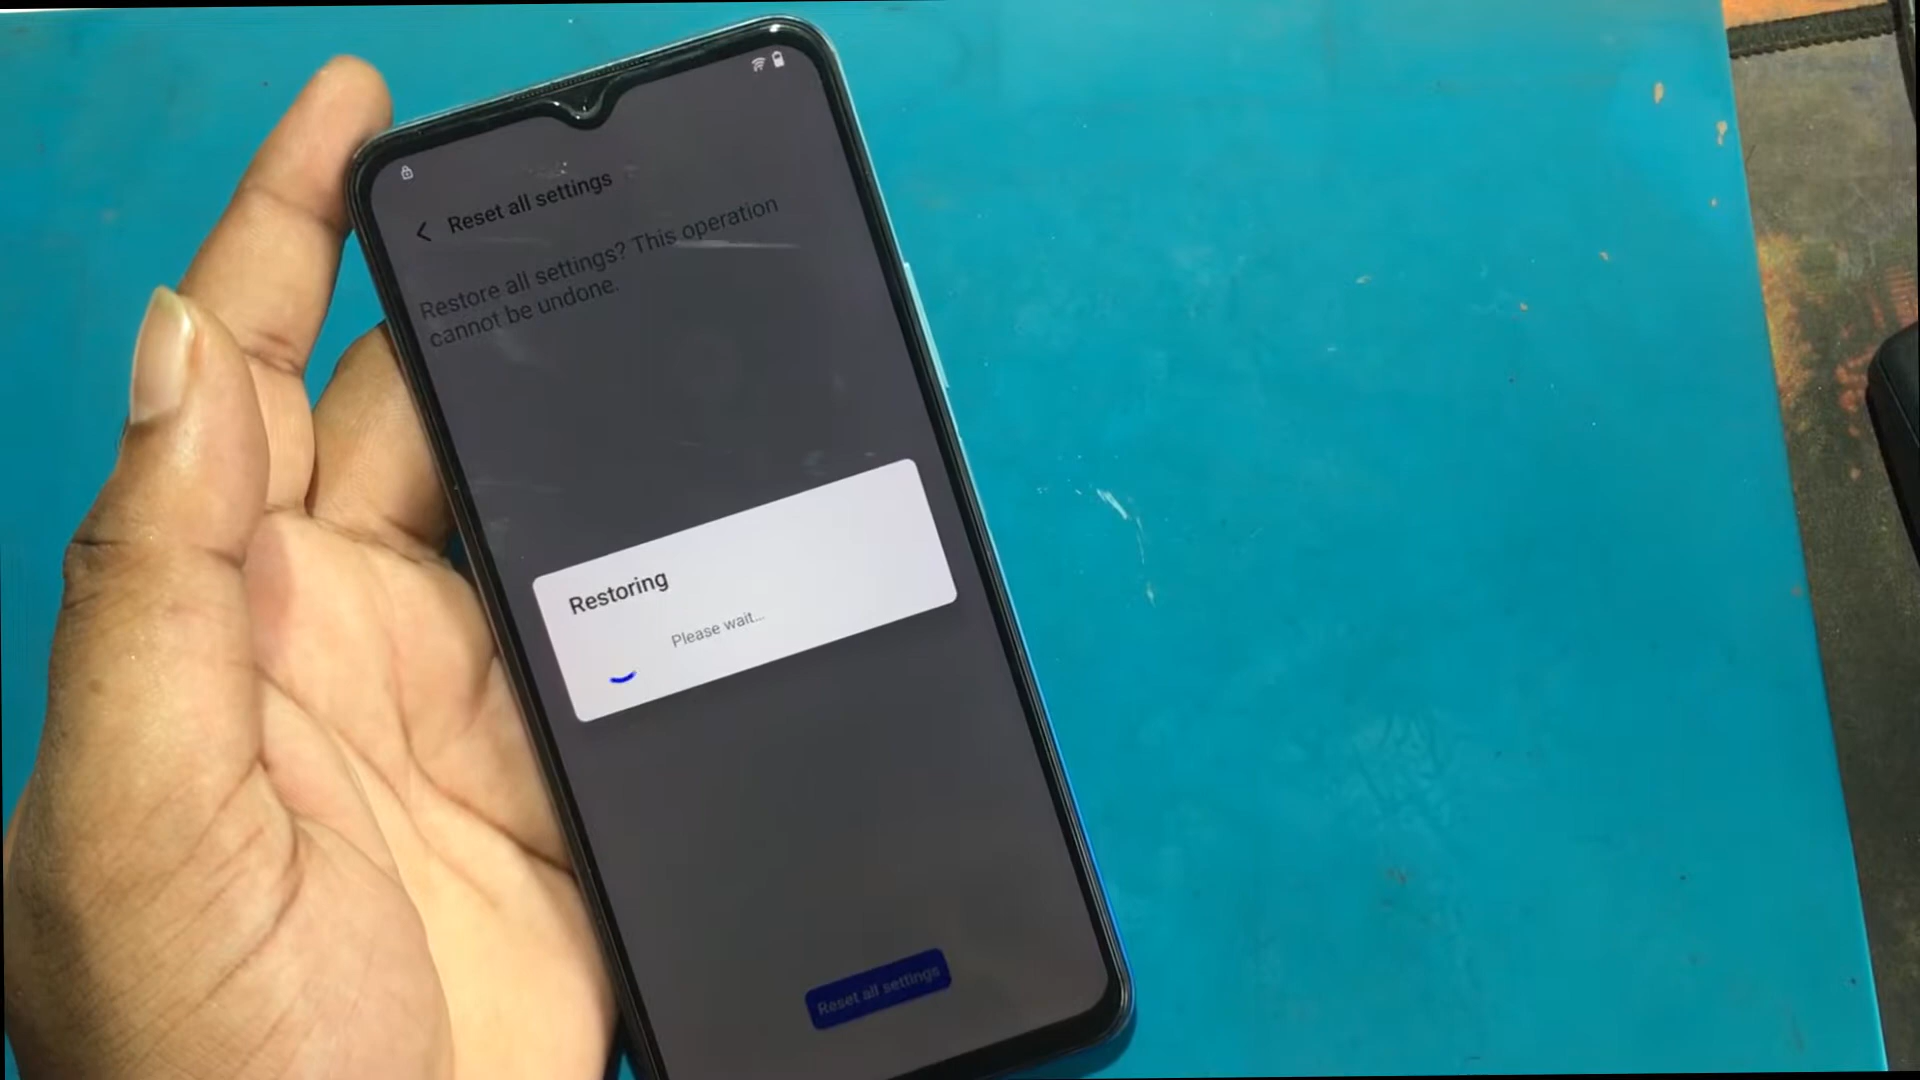 Reset all settings
Restore all settings? This operation
cannot be undone.
Restoring
Please wait...
Reset all settings